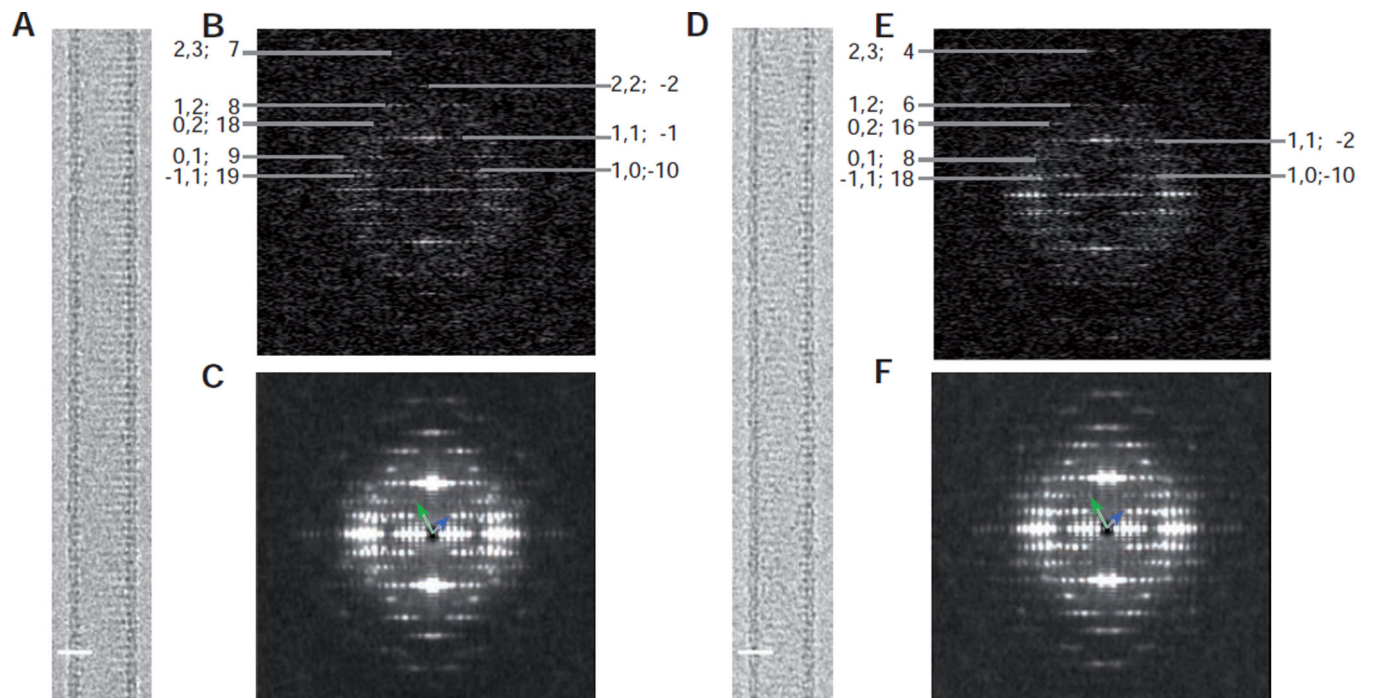 A
B
2,3; 7
2,2; -2
1,2; 8
0,2; 18
1,1; -1
0,1; 9
1,0;-10
-1,1; 19
C
D
E
2,3; 4
1,2; 6
0,2; 16
1,1; -2
0,1; 8
1,0;-10
-1,1; 18
F